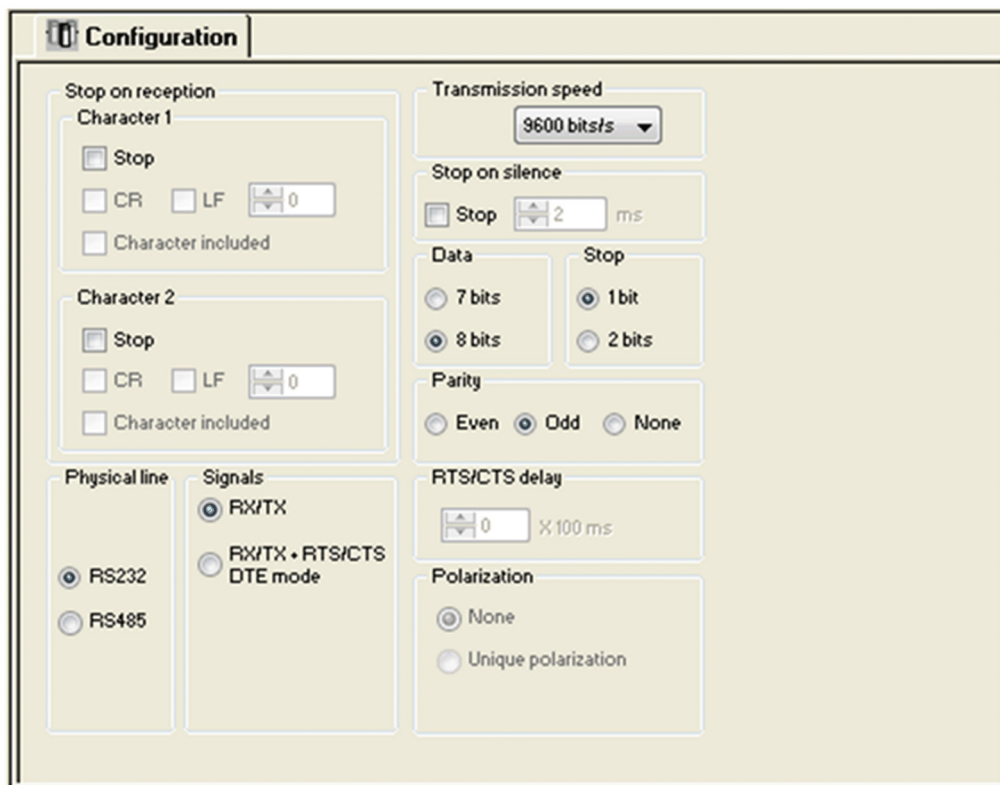 Configuration
Stop on reception
Character 1
Stop
CR LF 0
Character included
Character 2
Stop
CR LF 0
Character included
Physical line
RS232
RS485
Signals
RX/TX
RX/TX + RTS/CTS
DTE mode
Transmission speed
9600 bits/s
Stop on silence
Stop 2 ms
Data
7 bits
8 bits
Stop
1 bit
2 bits
Parity
Even Odd None
RTS/CTS delay
0 X 100 ms
Polarization
None
Unique polarization